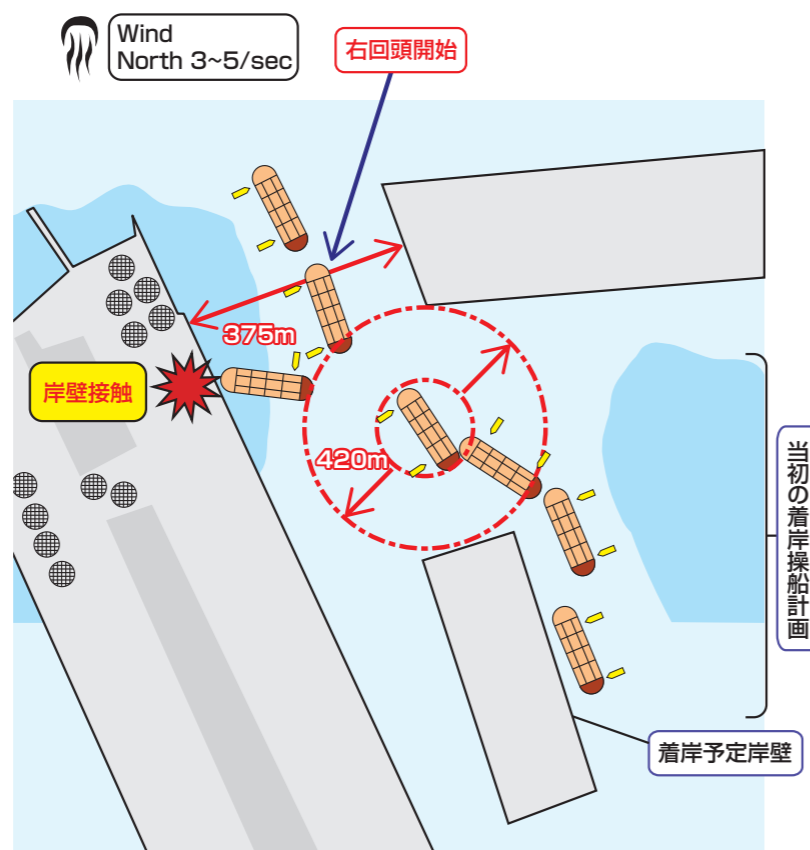 Wind
North 3~5/sec
右回頭開始
375m
岸壁接触
420m
当初の着岸操船計画
着岸予定岸壁